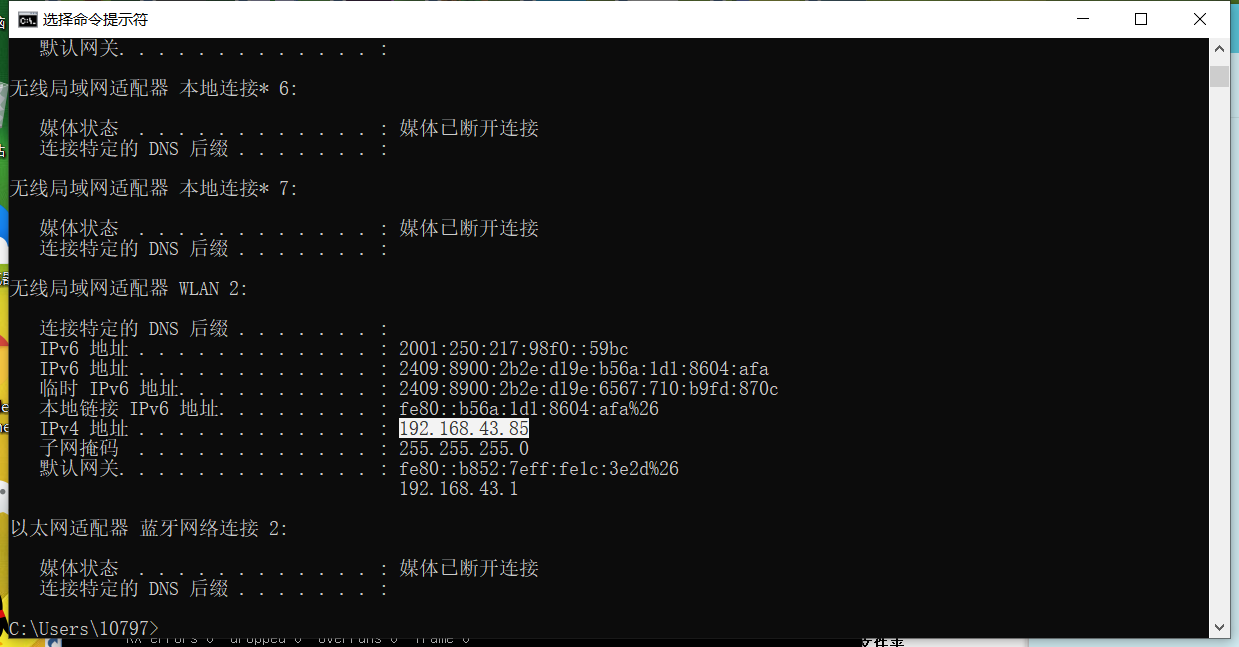 选择命令提示符
默认网关. . . . . . . . . . . . . :
无线局域网适配器 本地连接* 6:
媒体状态 . . . . . . . . . . . . : 媒体已断开连接
连接特定的 DNS 后缀 . . . . . . . :
无线局域网适配器 本地连接* 7:
媒体状态 . . . . . . . . . . . . : 媒体已断开连接
连接特定的 DNS 后缀 . . . . . . . :
无线局域网适配器 WLAN 2:
连接特定的 DNS 后缀 . . . . . . . :
IPv6 地址 . . . . . . . . . . . . : 2001:250:217:98f0::59bc
IPv6 地址 . . . . . . . . . . . . : 2409:8900:2b2e:d19e:b56a:1d1:8604:afa
临时 IPv6 地址. . . . . . . . . . : 2409:8900:2b2e:d19e:6567:710:b9fd:870c
本地链接 IPv6 地址. . . . . . . . : fe80::b56a:1d1:8604:afa%26
IPv4 地址 . . . . . . . . . . . . : 192.168.43.85
子网掩码 . . . . . . . . . . . . : 255.255.255.0
默认网关. . . . . . . . . . . . . : fe80::b852:7eff:fe1c:3e2d%26
192.168.43.1
以太网适配器 蓝牙网络连接 2:
媒体状态 . . . . . . . . . . . . : 媒体已断开连接
连接特定的 DNS 后缀 . . . . . . . :
C:\Users\10797>
RX errors 0 dropped 0 overruns 0 frame 0